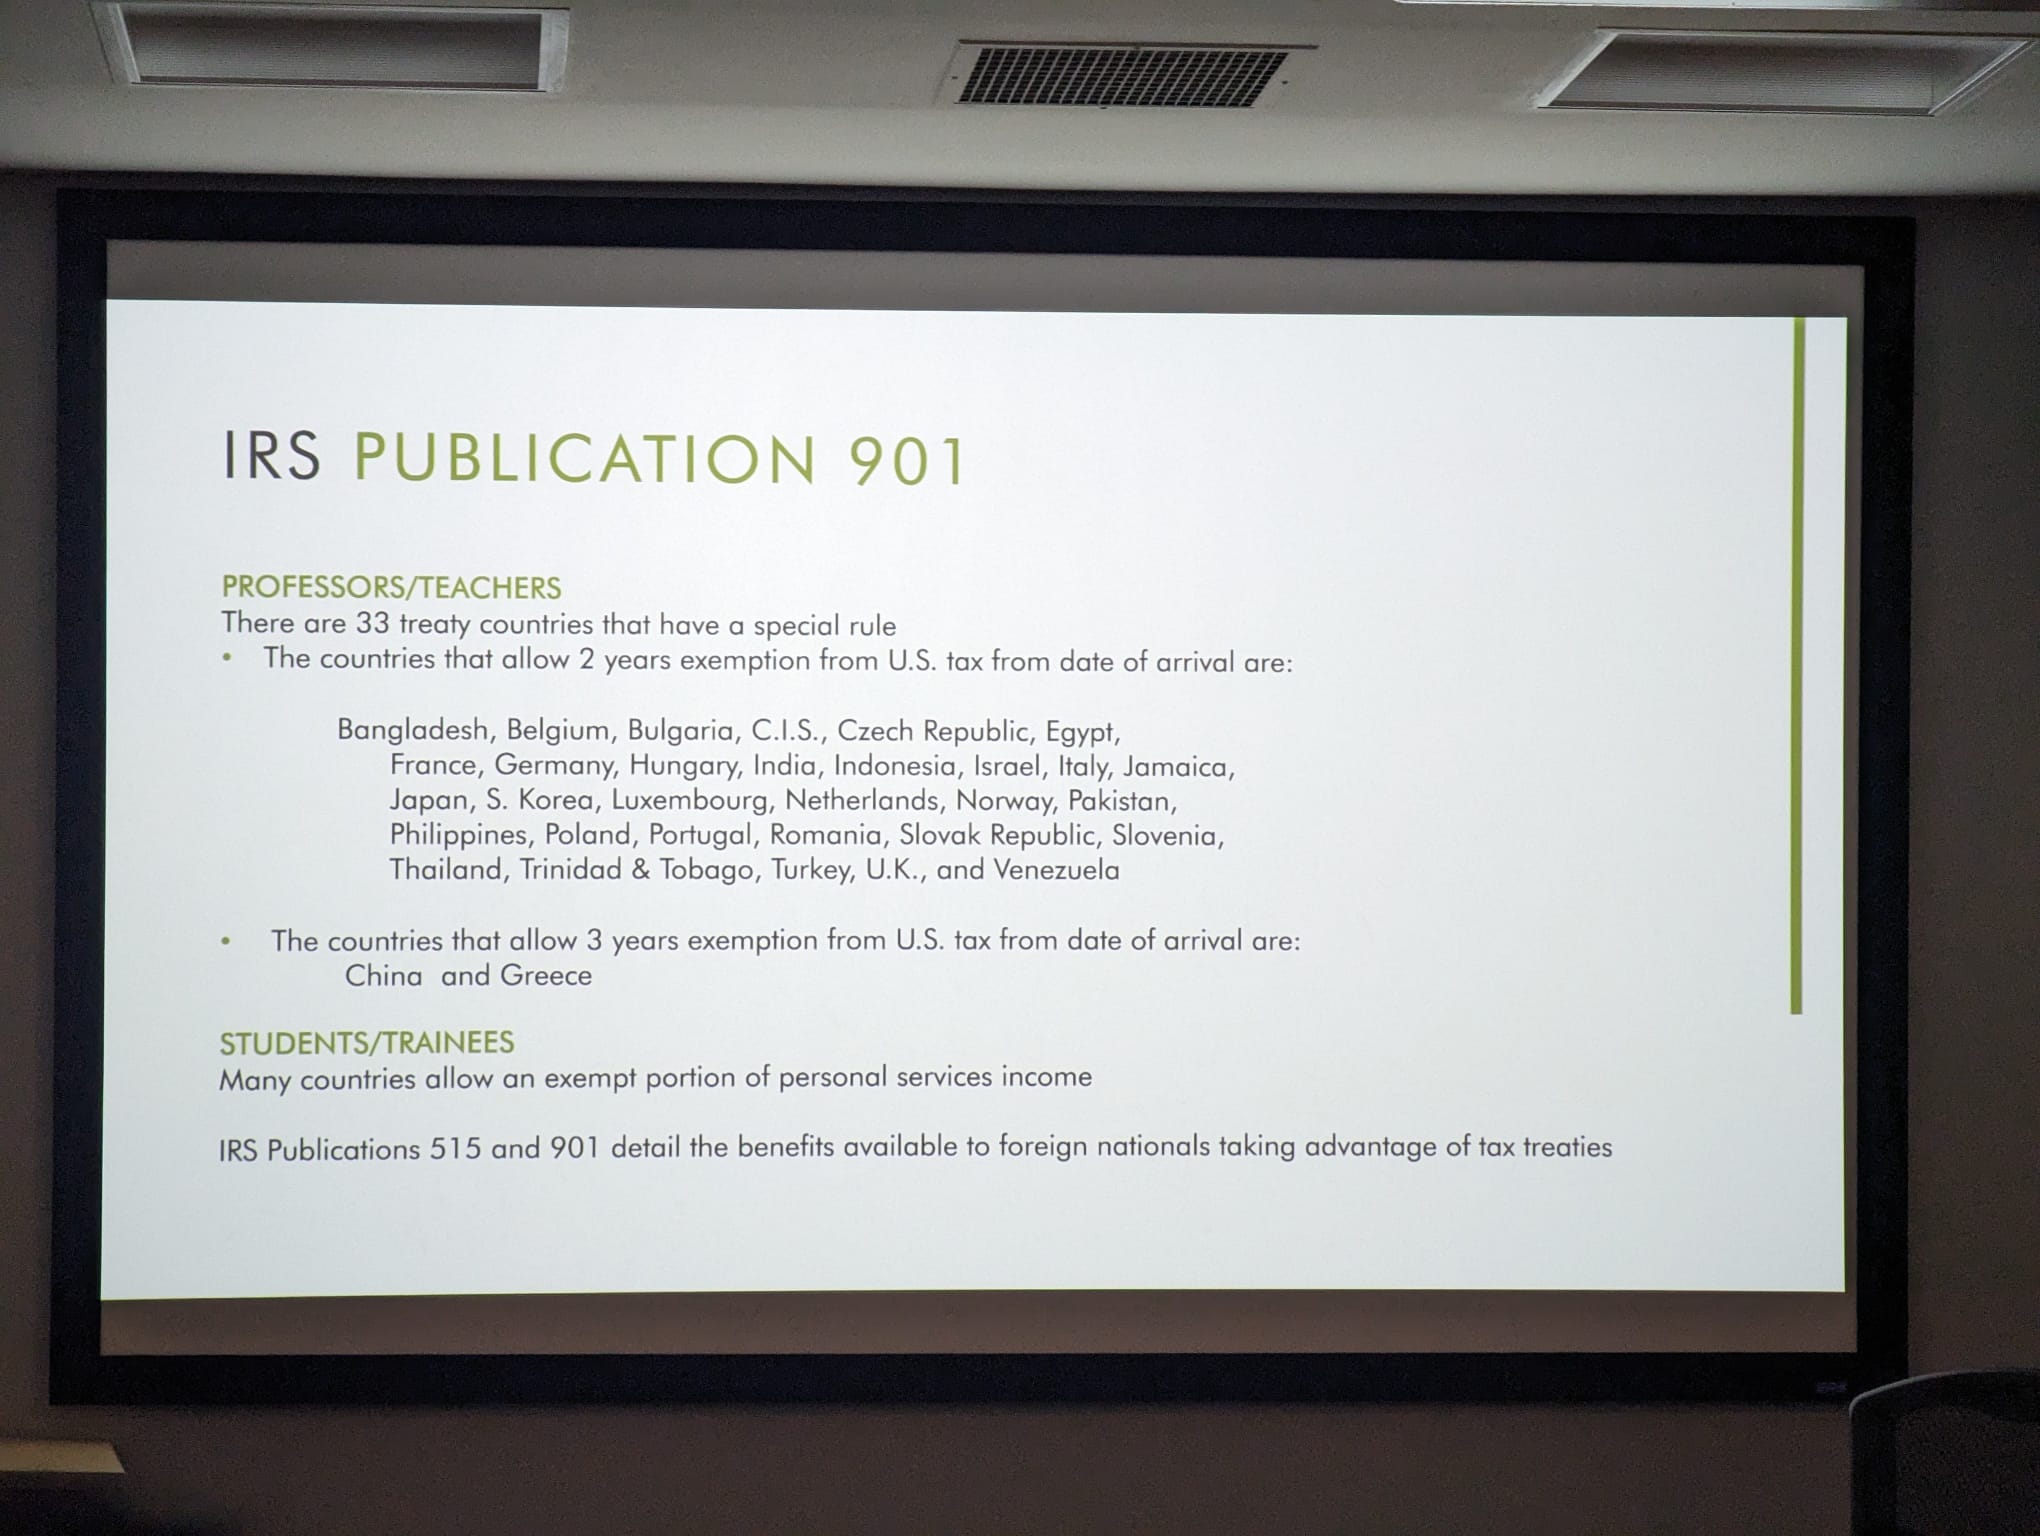 IRS PUBLICATION 901
PROFESSORS/TEACHERS
There are 33 treaty countries that have a special rule
• The countries that allow 2 years exemption from U.S. tax from date of arrival are:
Bangladesh, Belgium, Bulgaria, C.I.S., Czech Republic, Egypt,
France, Germany, Hungary, India, Indonesia, Israel, Italy, Jamaica,
Japan, S. Korea, Luxembourg, Netherlands, Norway, Pakistan,
Philippines, Poland, Portugal, Romania, Slovak Republic, Slovenia,
Thailand, Trinidad & Tobago, Turkey, U.K., and Venezuela
• The countries that allow 3 years exemption from U.S. tax from date of arrival are:
China and Greece
STUDENTS/TRAINEES
Many countries allow an exempt portion of personal services income
IRS Publications 515 and 901 detail the benefits available to foreign nationals taking advantage of tax treaties